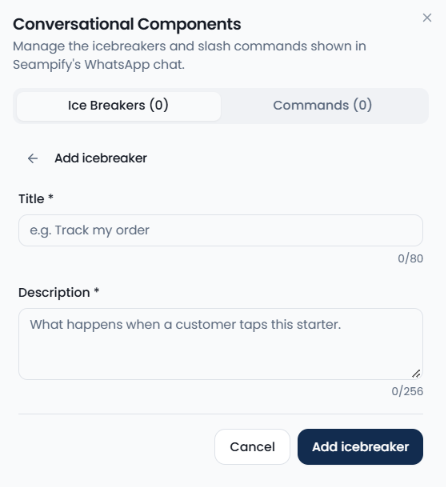 Conversational Components
Manage the icebreakers and slash commands shown in
Seampify's WhatsApp chat.
Ice Breakers (0)
Commands (0)
Add icebreaker
Title *
e.g. Track my order
0/80
Description *
What happens when a customer taps this starter.
0/256
Cancel
Add icebreaker